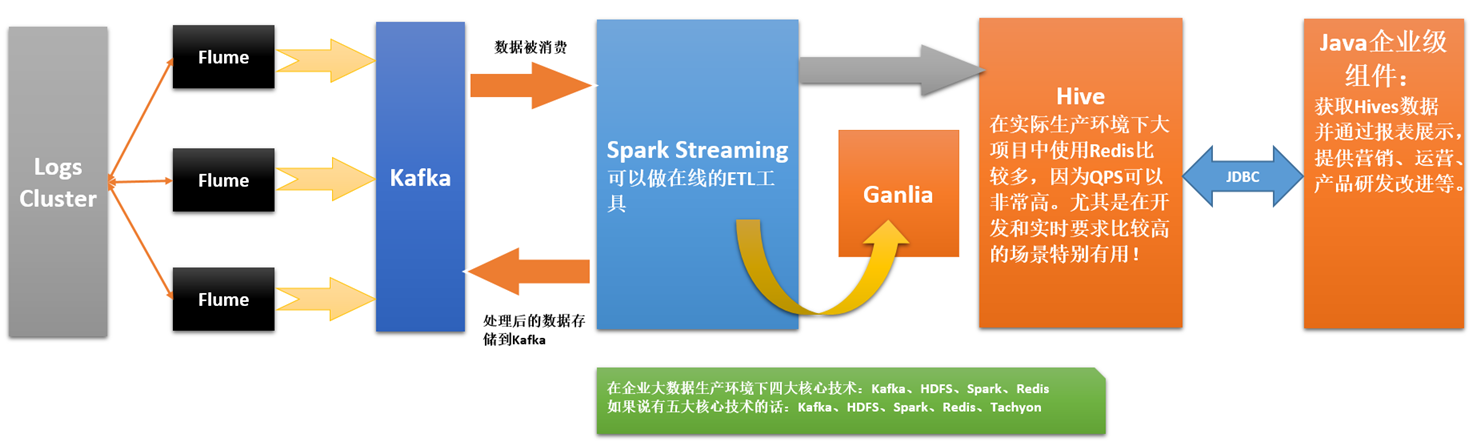 Logs
Cluster
Flume
Flume
Flume
Kafka
数据被消费
处理后的数据存
储到Kafka
Spark Streaming
可以做在线的ETL工
具
Ganlia
Hive
在实际生产环境下大
项目中使用Redis比
较多，因为QPS可以
非常高。尤其是在开
发和实时要求比较高
的场景特别有用！
JDBC
Java企业级
组件：
获取Hives数据
并通过报表展示，
提供营销、运营、
产品研发改进等。
在企业大数据生产环境下四大核心技术：Kafka、HDFS、Spark、Redis
如果说有五大核心技术的话：Kafka、HDFS、Spark、Redis、Tachyon